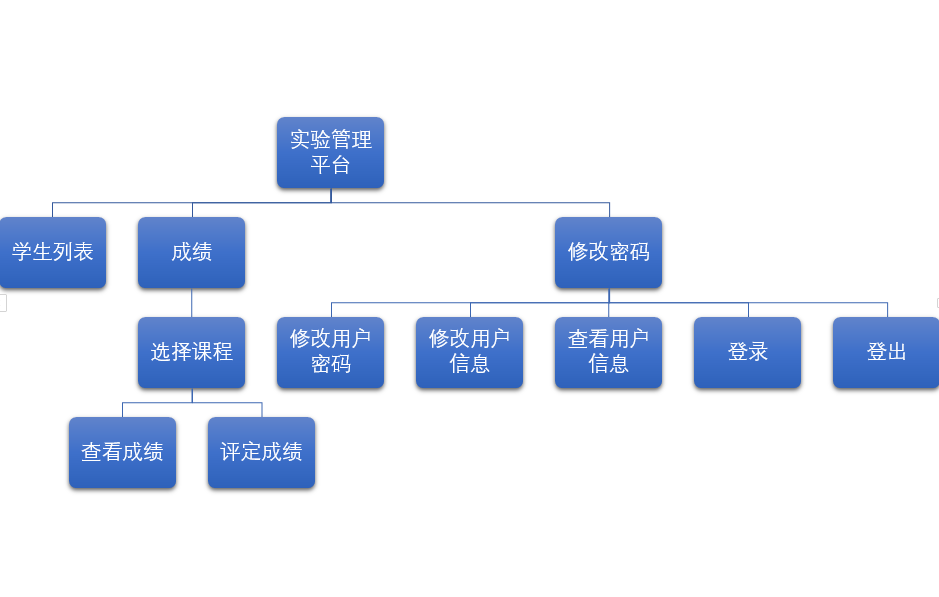 实验管理
平台
学生列表
成绩
修改密码
选择课程
修改用户
密码
修改用户
信息
查看用户
信息
登录
登出
查看成绩
评定成绩